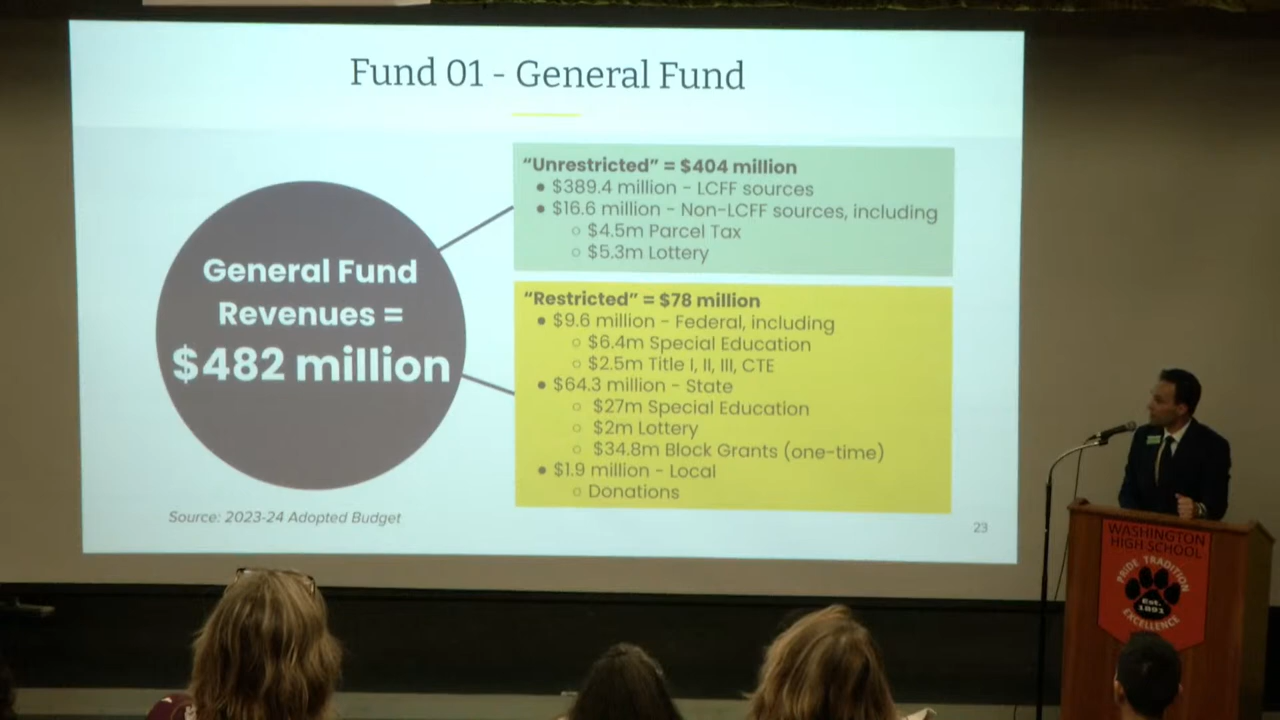 Fund 01 - General Fund
General Fund
Revenues =
$482 million
“Unrestricted” = $404 million
● $389.4 million - LCFF sources
● $16.6 million - Non-LCFF sources, including
○ $4.5m Parcel Tax
○ $5.3m Lottery
“Restricted” = $78 million
● $9.6 million - Federal, including
○ $6.4m Special Education
○ $2.5m Title I, II, III, CTE
● $64.3 million - State
○ $27m Special Education
○ $2m Lottery
○ $34.8m Block Grants (one-time)
● $1.9 million - Local
○ Donations
Source: 2023-24 Adopted Budget
23
WASHINGTON
HIGH SCHOOL
PRIDE TRADITION
Est.
1891
EXCELLENCE